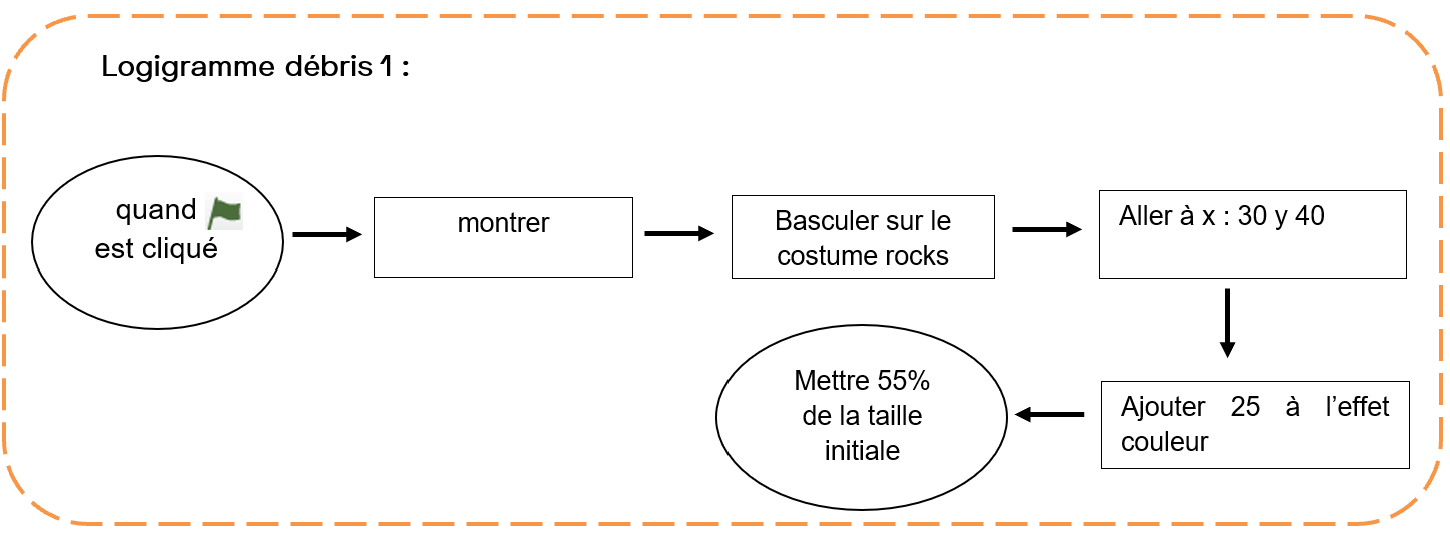 Logigramme débris 1 :
quand
est cliqué
montrer
Basculer sur le
costume rocks
Aller à x : 30 y 40
Ajouter 25 à l’effet
couleur
Mettre 55%
de la taille
initiale